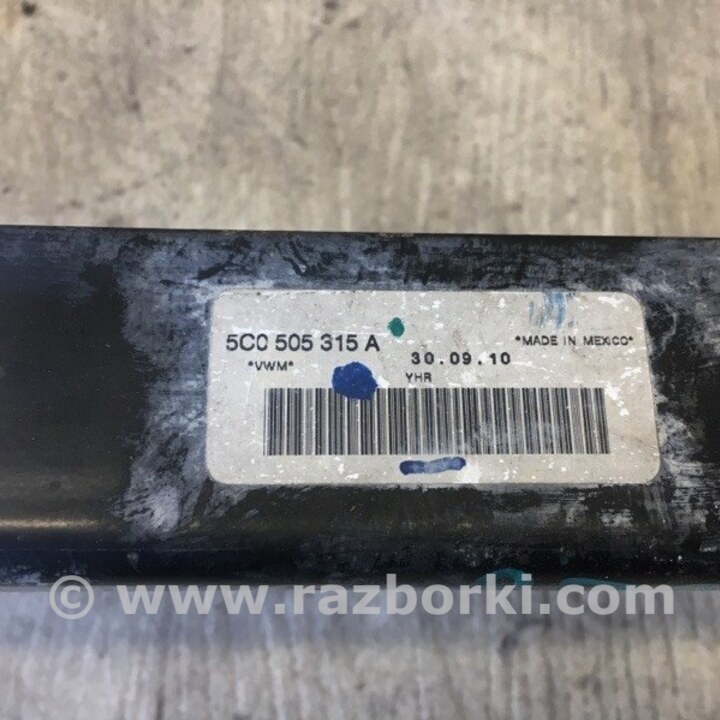 5C0 505 315 A
30.09.10
*MADE IN MEXICO*
*VWM*
YHR
© www.razborki.com